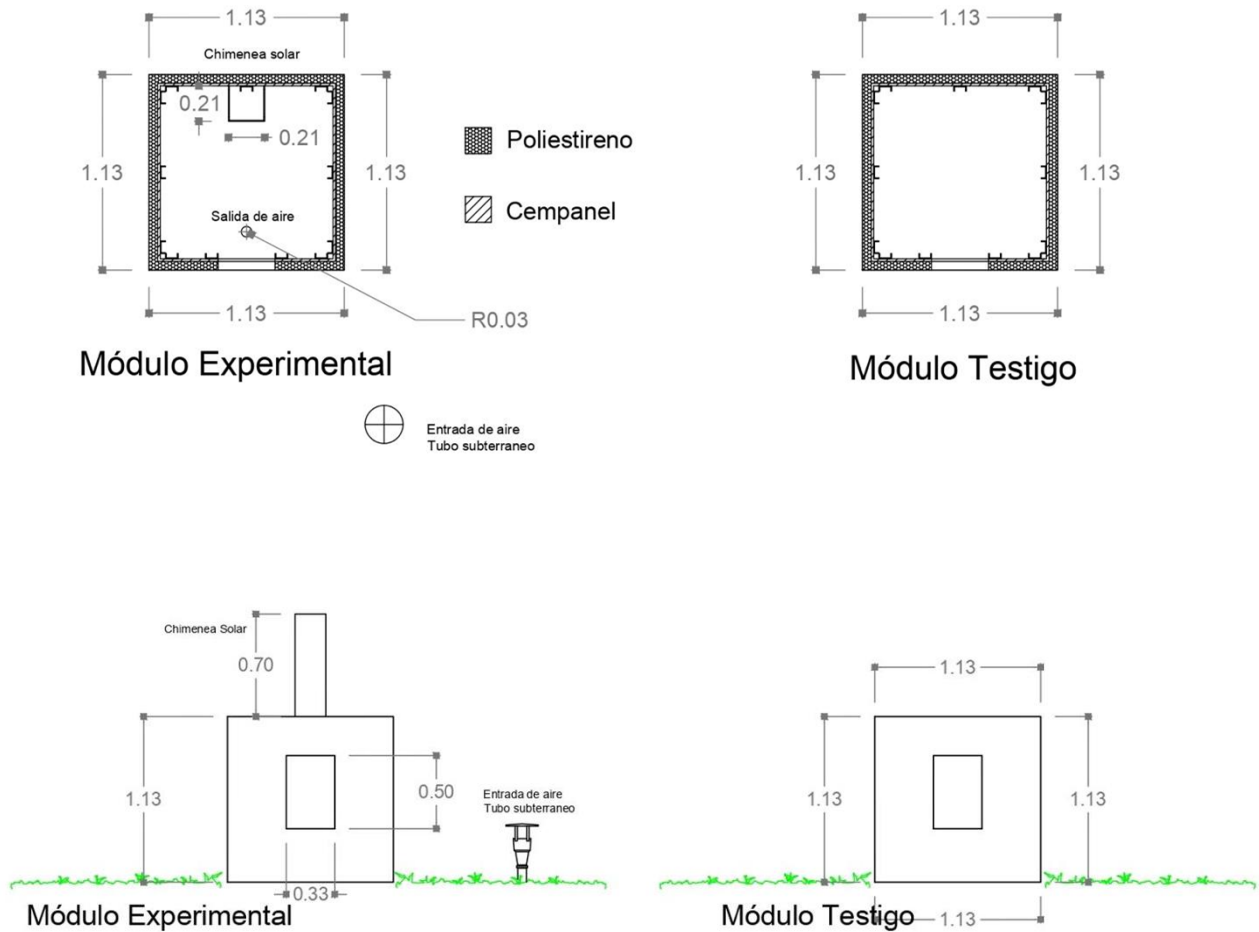 1.13
1.13
Chimenea solar
0.21
0.21
1.13
1.13
Salida de aire
1.13
R0.03
Módulo Experimental
Poliestireno
Cempanel
1.13
1.13
1.13
Módulo Testigo
Entrada de aire
Tubo subterraneo
Chimenea Solar
0.70
1.13
0.50
0.33
Entrada de aire
Tubo subterraneo
Módulo Experimental
1.13
1.13
1.13
Módulo Testigo
1.13
1.13